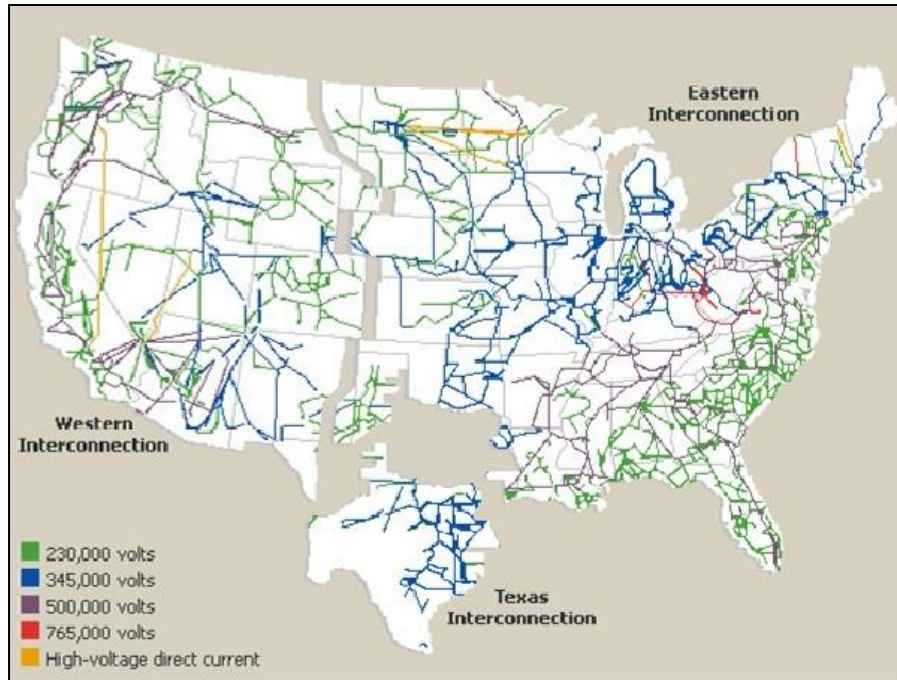 Eastern
Interconnection
Western
Interconnection
Texas
Interconnection
230,000 volts
345,000 volts
500,000 volts
765,000 volts
High-voltage direct current